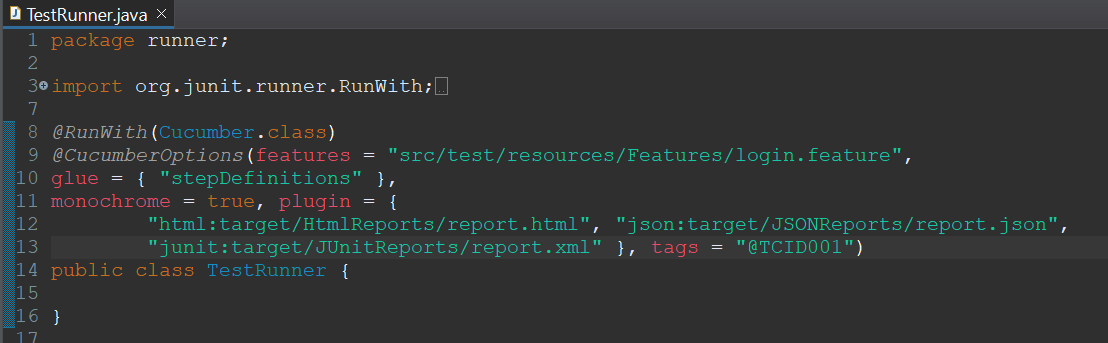 TestRunner.java
1 package runner;
2
3 import org.junit.runner.RunWith;
7
8 @RunWith(Cucumber.class)
9 @CucumberOptions(features = "src/test/resources/Features/login.feature",
10 glue = { "stepDefinitions" },
11 monochrome = true, plugin = {
12 "html:target/HtmlReports/report.html", "json:target/JSONReports/report.json",
13 "junit:target/JUnitReports/report.xml" }, tags = "@TCID001")
14 public class TestRunner {
15
16 }
17